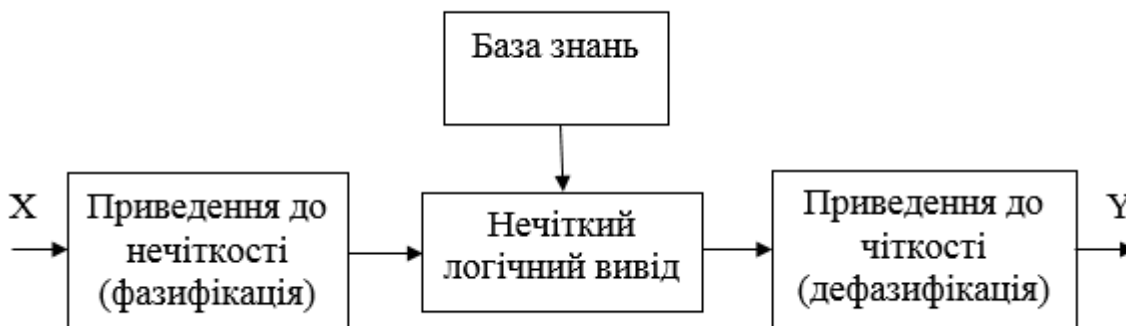 База знань
X
Приведення до
нечіткості
(фазифікація)
Нечіткий
логічний вивід
Приведення до
чіткості
(дефазифікація)
Y